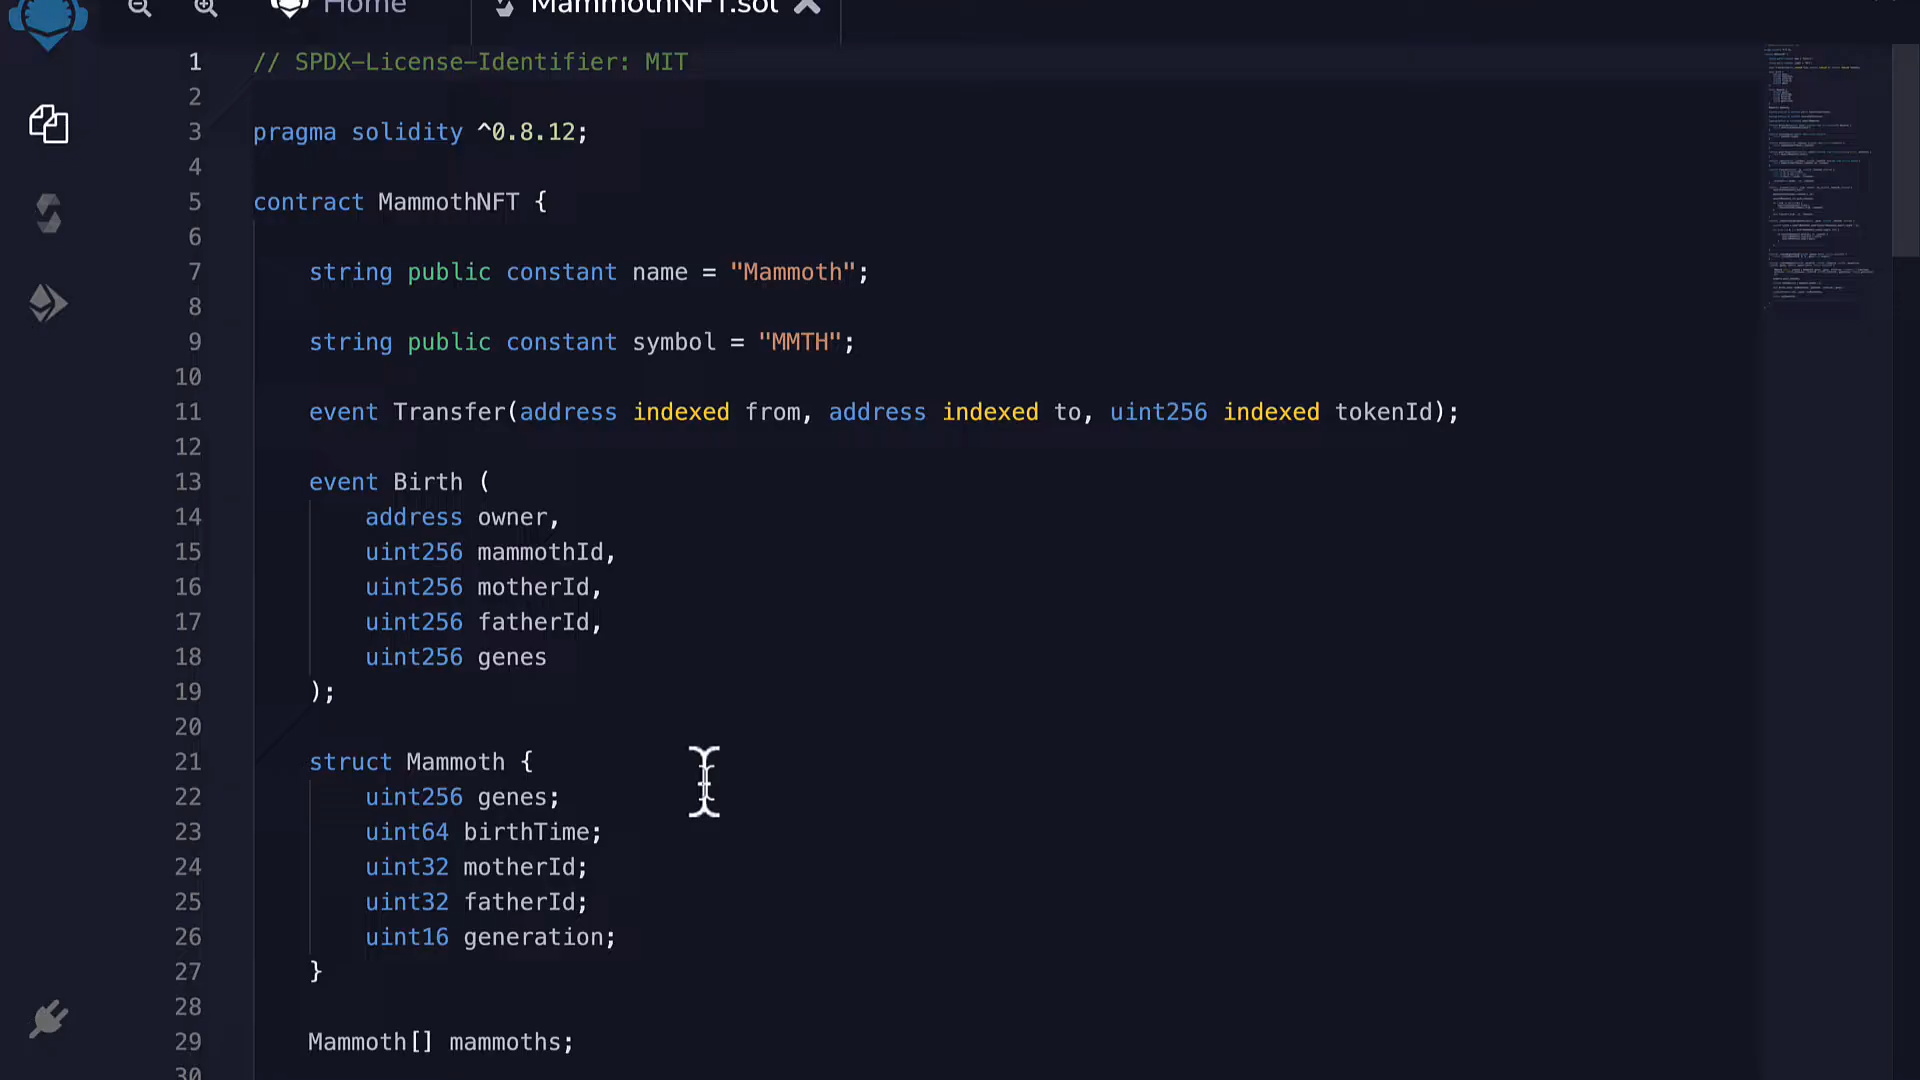 Home
MammothNFT.sol
1 // SPDX-License-Identifier: MIT
2
3 pragma solidity ^0.8.12;
4
5 contract MammothNFT {
6
7 string public constant name = "Mammoth";
8
9 string public constant symbol = "MMTH";
10
11 event Transfer(address indexed from, address indexed to, uint256 indexed tokenId);
12
13 event Birth (
14 address owner,
15 uint256 mammothId,
16 uint256 motherId,
17 uint256 fatherId,
18 uint256 genes
19 );
20
21 struct Mammoth {
22 uint256 genes;
23 uint64 birthTime;
24 uint32 motherId;
25 uint32 fatherId;
26 uint16 generation;
27 }
28
29 Mammoth[] mammoths;
30